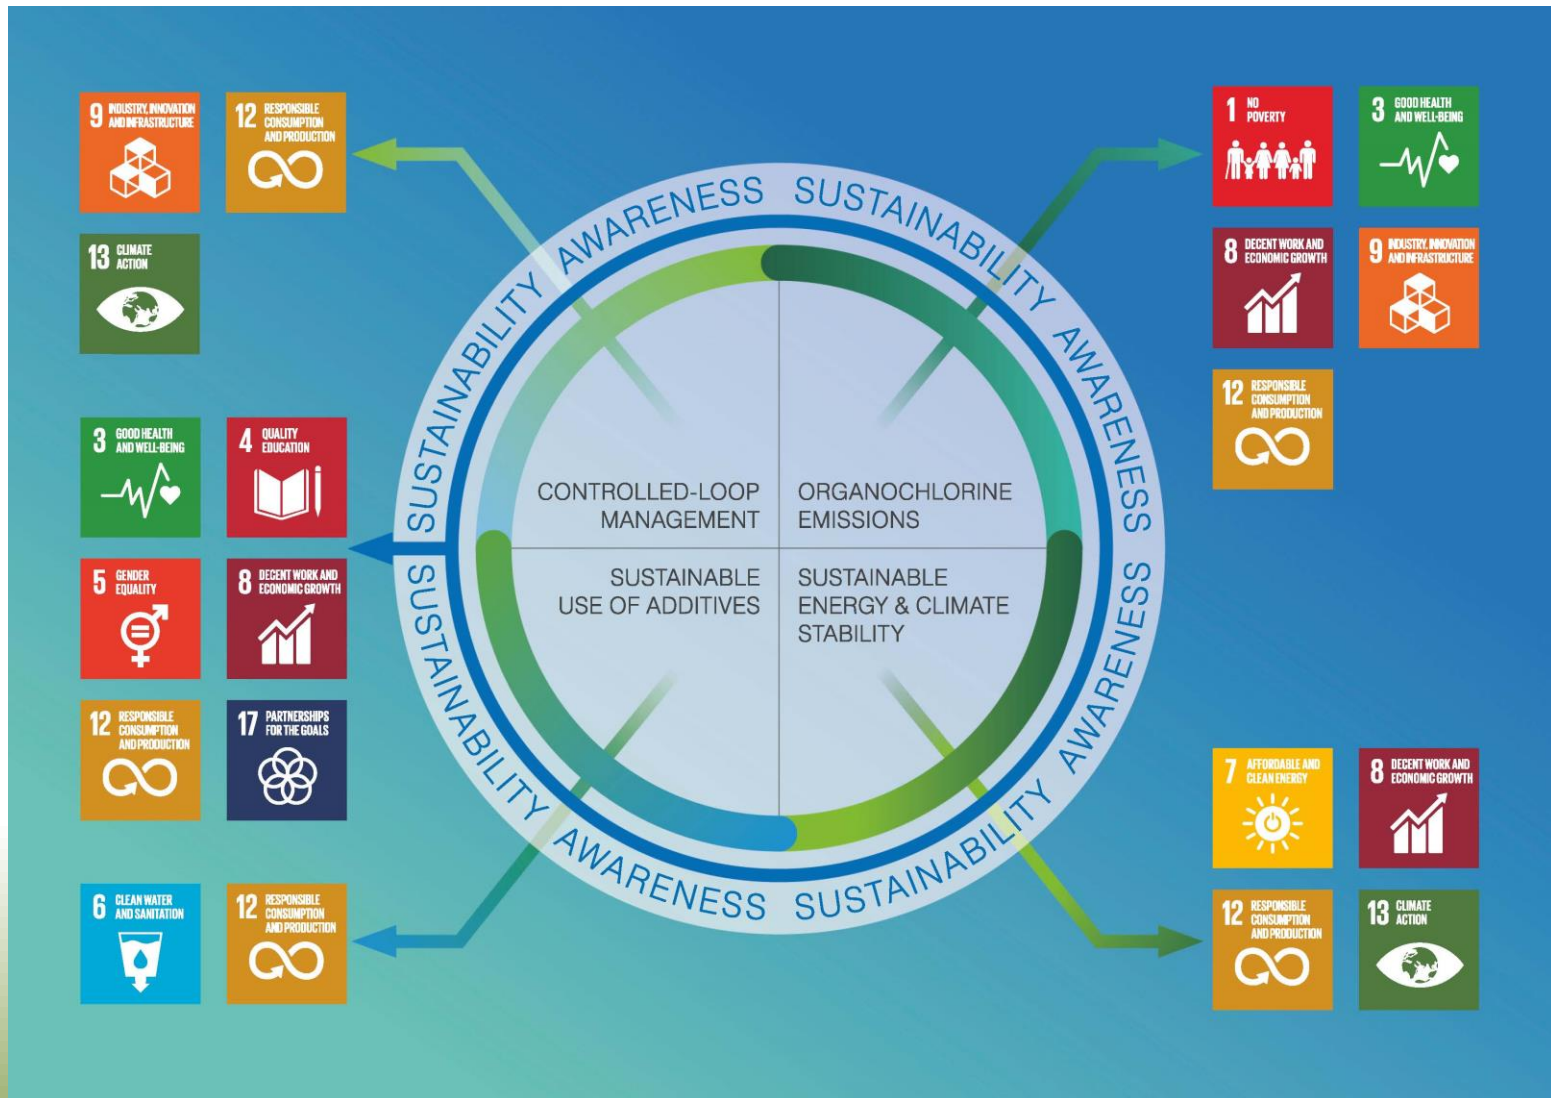 9 INDUSTRY, INNOVATION
AND INFRASTRUCTURE
12 RESPONSIBLE
CONSUMPTION
AND PRODUCTION
13 CLIMATE
ACTION
3 GOOD HEALTH
AND WELL-BEING
4 QUALITY
EDUCATION
5 GENDER
EQUALITY
8 DECENT WORK AND
ECONOMIC GROWTH
12 RESPONSIBLE
CONSUMPTION
AND PRODUCTION
17 PARTNERSHIPS
FOR THE GOALS
6 CLEAN WATER
AND SANITATION
12 RESPONSIBLE
CONSUMPTION
AND PRODUCTION
SUSTAINABILITY AWARENESS
SUSTAINABILITY AWARENESS
SUSTAINABILITY AWARENESS
SUSTAINABILITY AWARENESS
CONTROLLED-LOOP
MANAGEMENT
ORGANOCHLORINE
EMISSIONS
SUSTAINABLE
USE OF ADDITIVES
SUSTAINABLE
ENERGY & CLIMATE
STABILITY
1 NO
POVERTY
3 GOOD HEALTH
AND WELL-BEING
8 DECENT WORK AND
ECONOMIC GROWTH
9 INDUSTRY, INNOVATION
AND INFRASTRUCTURE
12 RESPONSIBLE
CONSUMPTION
AND PRODUCTION
7 AFFORDABLE AND
CLEAN ENERGY
8 DECENT WORK AND
ECONOMIC GROWTH
12 RESPONSIBLE
CONSUMPTION
AND PRODUCTION
13 CLIMATE
ACTION